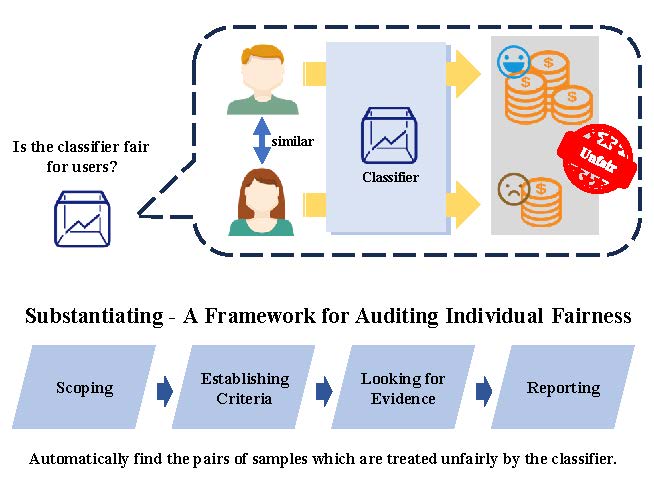 Is the classifier fair
for users?
similar
Classifier
Unfair
Substantiating - A Framework for Auditing Individual Fairness
Scoping
Establishing
Criteria
Looking for
Evidence
Reporting
Automatically find the pairs of samples which are treated unfairly by the classifier.